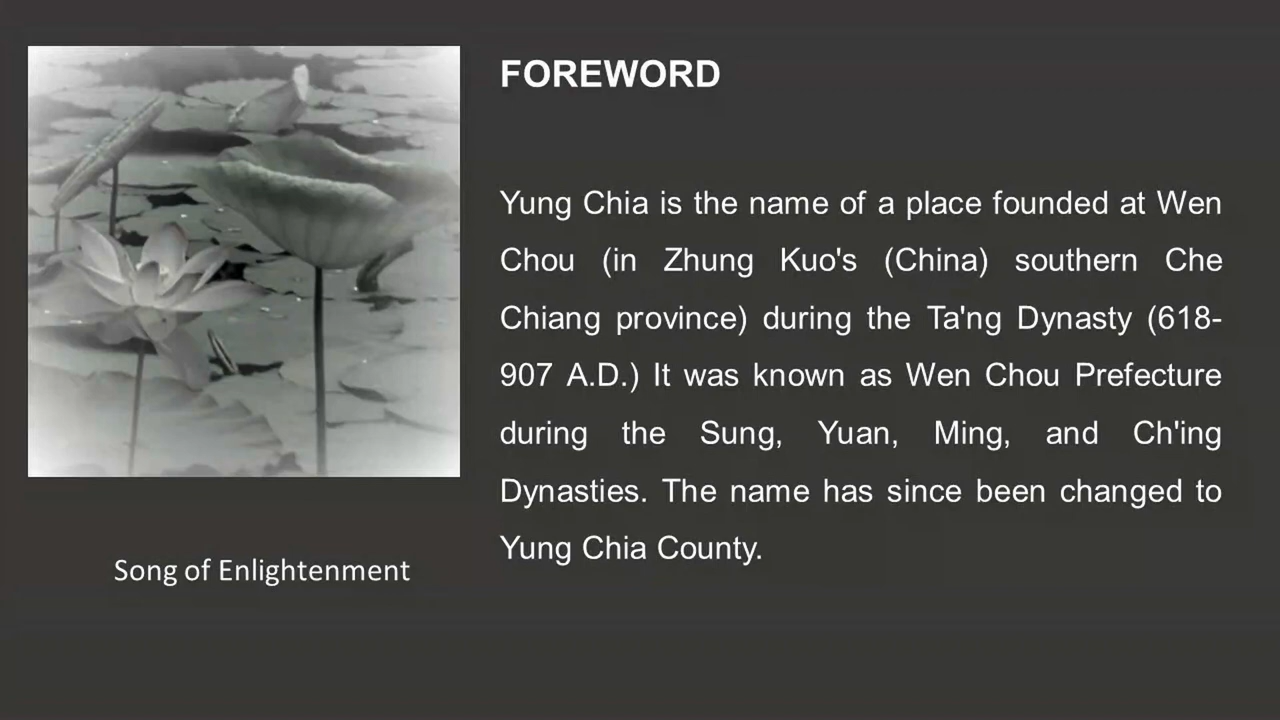 FOREWORD
Yung Chia is the name of a place founded at Wen
Chou (in Zhung Kuo's (China) southern Che
Chiang province) during the Ta'ng Dynasty (618-
907 A.D.) It was known as Wen Chou Prefecture
during the Sung, Yuan, Ming, and Ch'ing
Dynasties. The name has since been changed to
Yung Chia County.
Song of Enlightenment